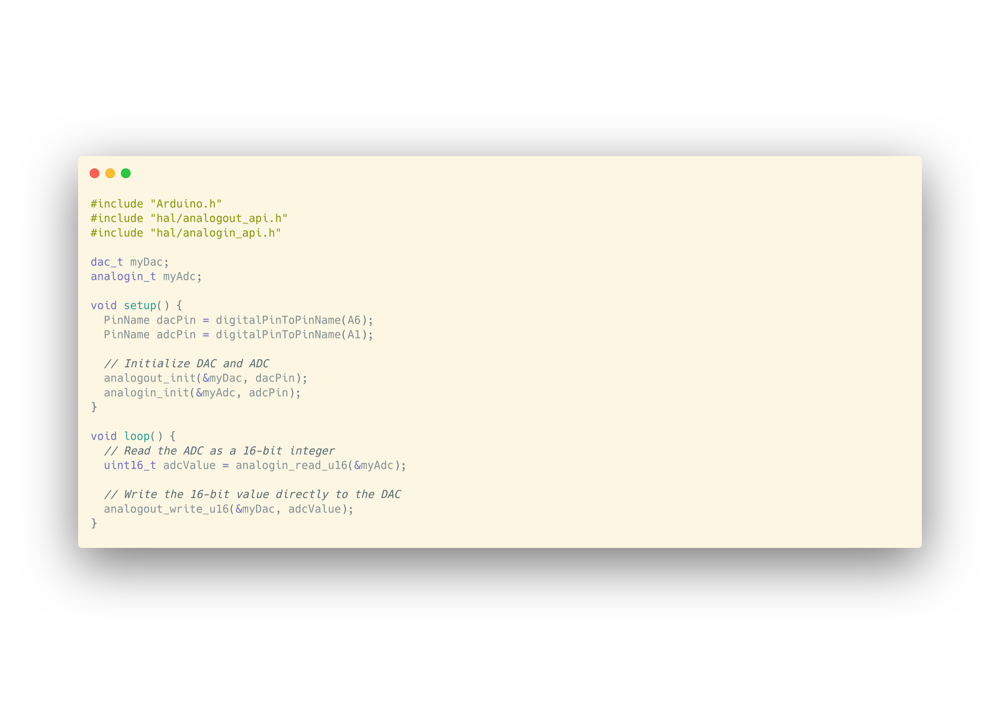 #include "Arduino.h"
#include "hal/analogout_api.h"
#include "hal/analogin_api.h"

dac_t myDac;
analogin_t myAdc;

void setup() {
  PinName dacPin = digitalPinToPinName(A6);
  PinName adcPin = digitalPinToPinName(A1);

  // Initialize DAC and ADC
  analogout_init(&myDac, dacPin);
  analogin_init(&myAdc, adcPin);
}

void loop() {
  // Read the ADC as a 16-bit integer
  uint16_t adcValue = analogin_read_u16(&myAdc);

  // Write the 16-bit value directly to the DAC
  analogout_write_u16(&myDac, adcValue);
}